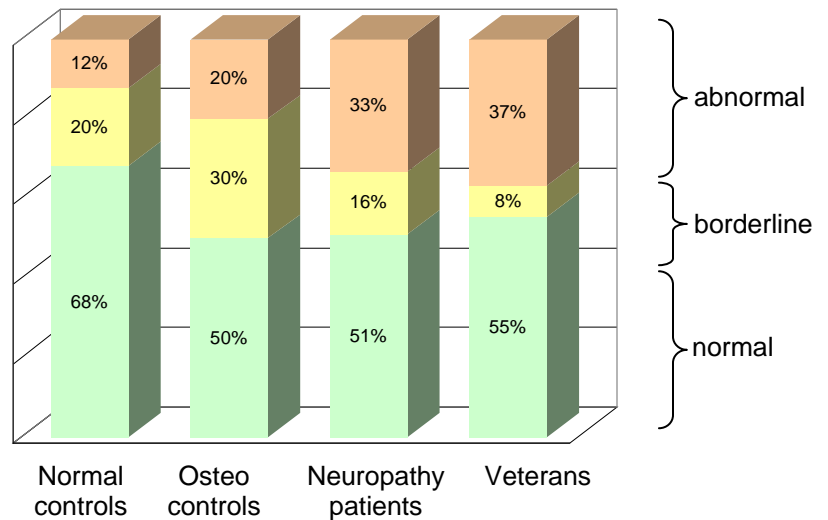 12%
20%
33%
37%
abnormal
20%
30%
16%
8%
borderline
68%
50%
51%
55%
normal
Normal
controls
Osteo
controls
Neuropathy
patients
Veterans